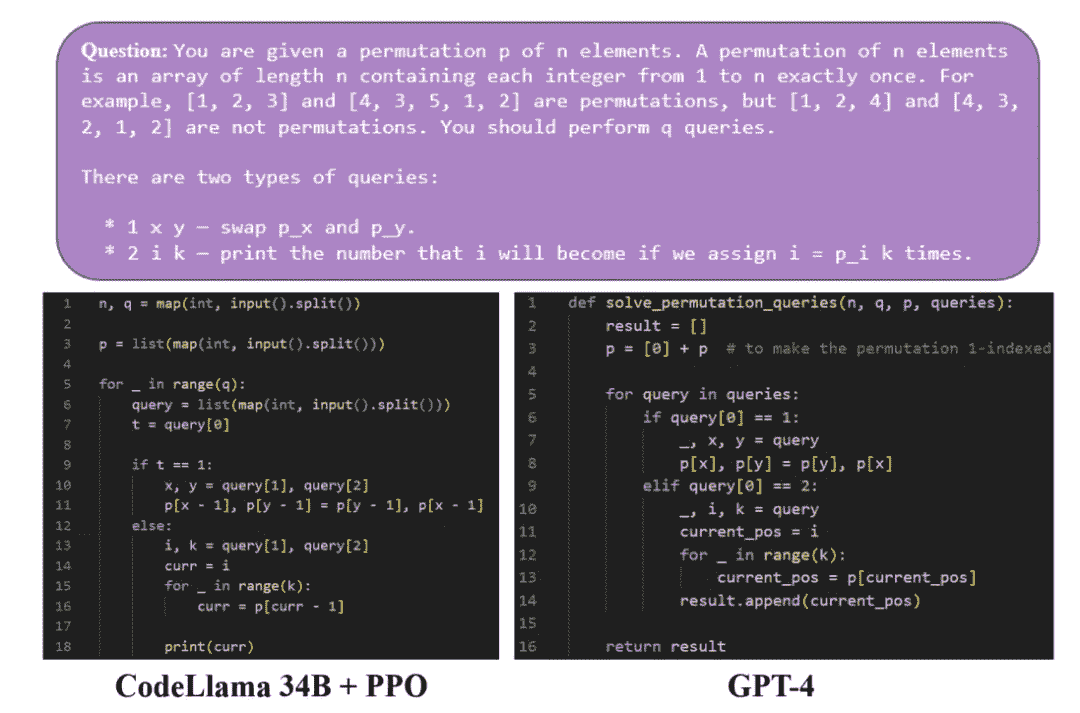 Question: You are given a permutation p of n elements. A permutation of n elements
is an array of length n containing each integer from 1 to n exactly once. For
example, [1, 2, 3] and [4, 3, 5, 1, 2] are permutations, but [1, 2, 4] and [4, 3,
2, 1, 2] are not permutations. You should perform q queries.
There are two types of queries:
* 1 x y – swap p_x and p_y.
* 2 i k – print the number that i will become if we assign i = p_i k times.
1 n, q = map(int, input().split())
2
3 p = list(map(int, input().split()))
4
5 for _ in range(q):
6     query = list(map(int, input().split()))
7     t = query[0]
8
9     if t == 1:
10         x, y = query[1], query[2]
11         p[x - 1], p[y - 1] = p[y - 1], p[x - 1]
12     else:
13         i, k = query[1], query[2]
14         curr = i
15         for _ in range(k):
16             curr = p[curr - 1]
17
18         print(curr)
CodeLlama 34B + PPO
1 def solve_permutation_queries(n, q, p, queries):
2     result = []
3     p = [0] + p  # to make the permutation 1-indexed
4
5     for query in queries:
6         if query[0] == 1:
7             _, x, y = query
8             p[x], p[y] = p[y], p[x]
9         elif query[0] == 2:
10             _, i, k = query
11             current_pos = i
12             for _ in range(k):
13                 current_pos = p[current_pos]
14             result.append(current_pos)
15
16     return result
GPT-4